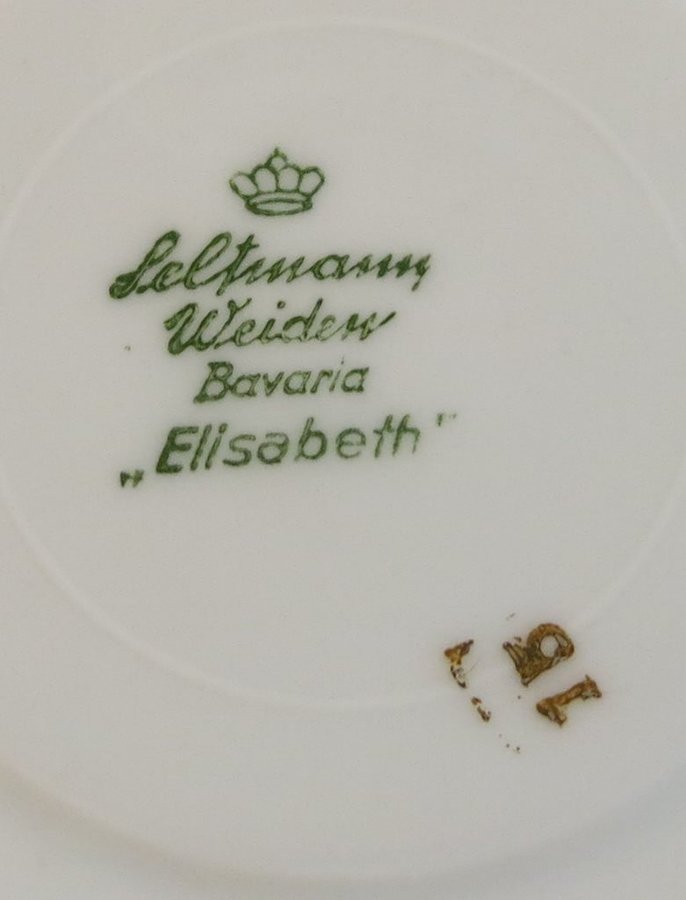 Seltmann
Weiden
Bavaria
„Elisabeth"